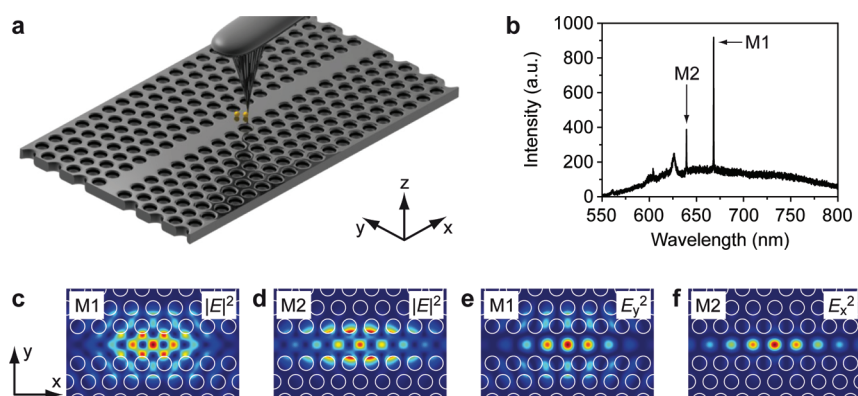 a
z
y
x
b
Intensity (a.u.)
1000
800
600
400
200
0
M1
M2
550 600 650 700 750 800
Wavelength (nm)
c M1 |E|²
d M2 |E|²
e M1 Ey²
f M2 Ex²
y
x